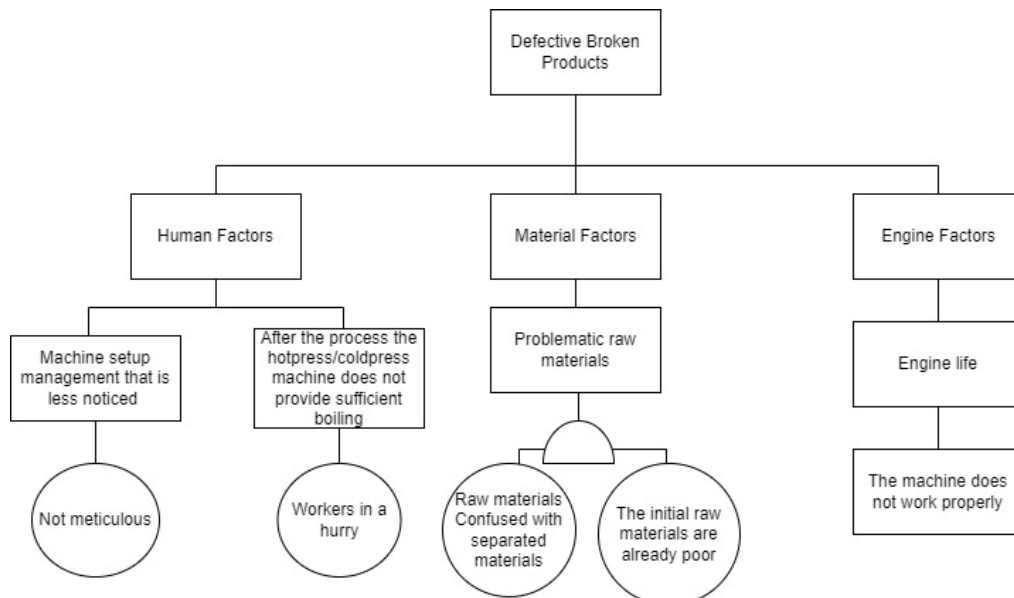 Defective Broken
Products
Human Factors
Material Factors
Engine Factors
Machine setup
management that is
less noticed
After the process the
hotpress/coldpress
machine does not
provide sufficient
boiling
Problematic raw
materials
Engine life
Not meticulous
Workers in a
hurry
Raw materials
Confused with
separated
materials
The initial raw
materials are
already poor
The machine does
not work properly